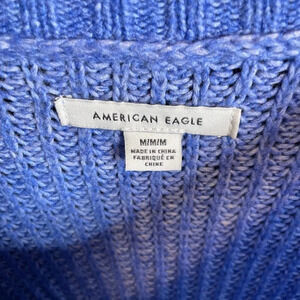 AMERICAN EAGLE
M/M/M
MADE IN CHINA
FABRIQUÉ EN
CHINE